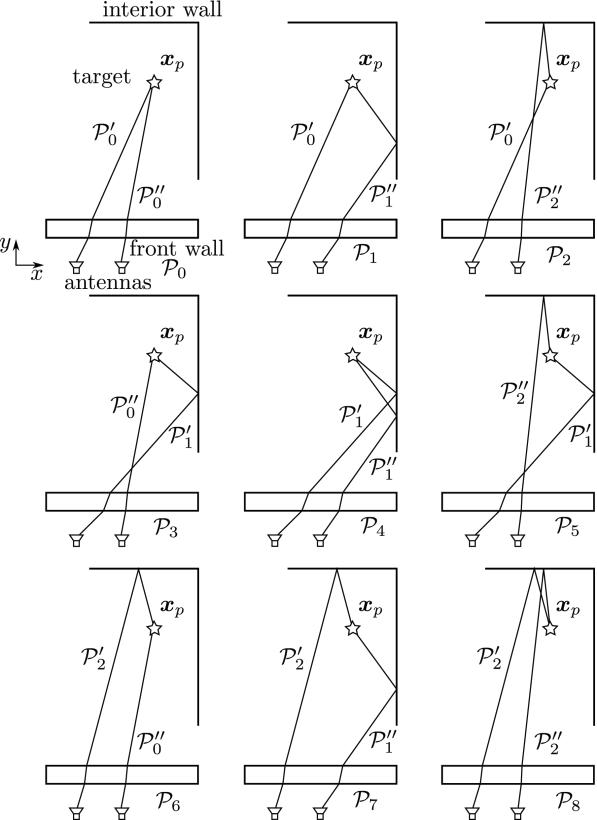 interior wall
x_p
target
P'_0
P''_0
front wall
y
x
antennas
P_0
x_p
P'_0
P''_1
P_1
x_p
P'_0
P''_2
P_2
x_p
P''_0
P'_1
P_3
x_p
P'_1
P''_1
P_4
x_p
P''_2
P'_1
P_5
x_p
P'_2
P''_0
P_6
x_p
P'_2
P''_1
P_7
x_p
P'_2
P''_2
P_8